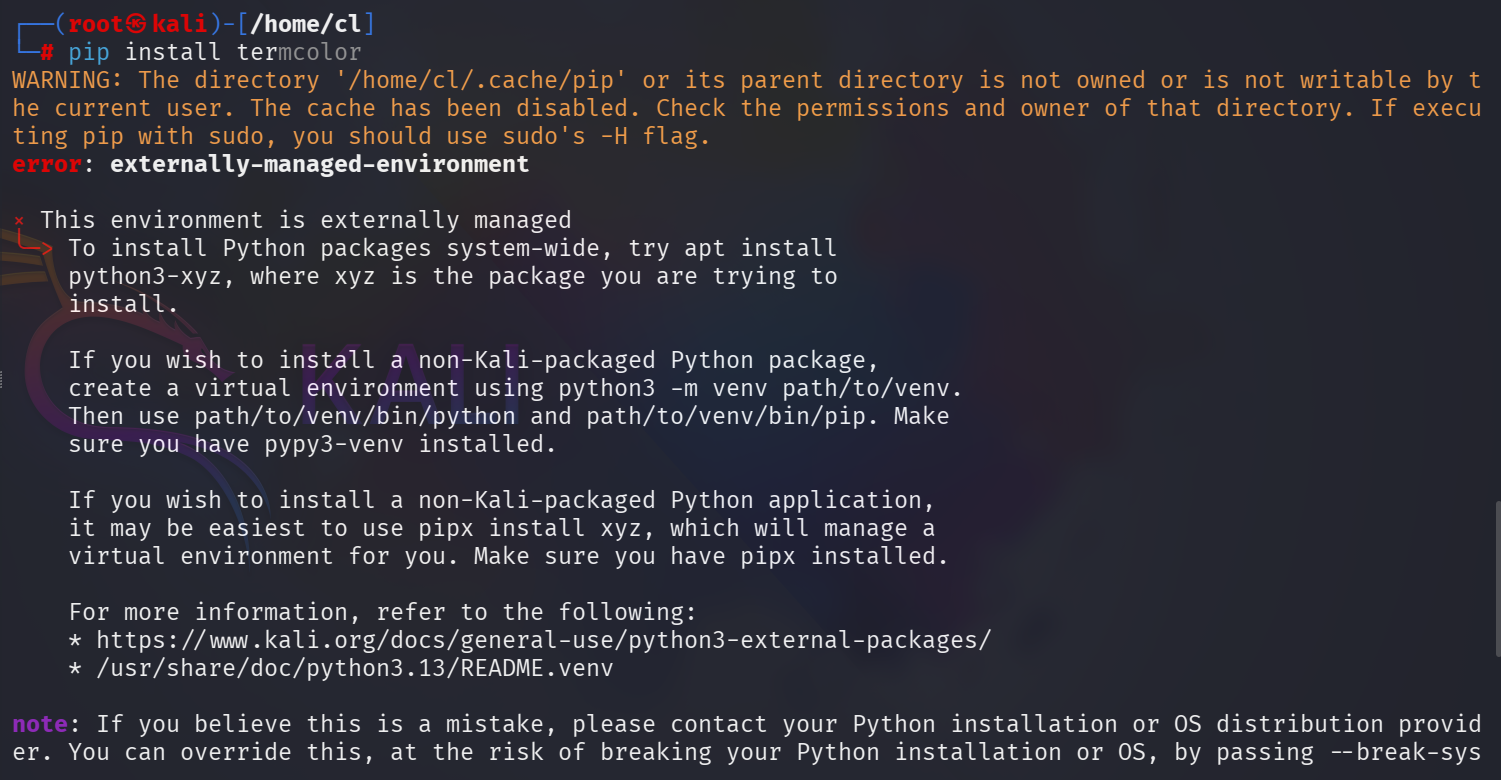 ┌──(root㉿kali)-[/home/cl]
└─# pip install termcolor
WARNING: The directory '/home/cl/.cache/pip' or its parent directory is not owned or is not writable by t
he current user. The cache has been disabled. Check the permissions and owner of that directory. If execu
ting pip with sudo, you should use sudo's -H flag.
error: externally-managed-environment
× This environment is externally managed
╰─> To install Python packages system-wide, try apt install
python3-xyz, where xyz is the package you are trying to
install.
If you wish to install a non-Kali-packaged Python package,
create a virtual environment using python3 -m venv path/to/venv.
Then use path/to/venv/bin/python and path/to/venv/bin/pip. Make
sure you have pypy3-venv installed.
If you wish to install a non-Kali-packaged Python application,
it may be easiest to use pipx install xyz, which will manage a
virtual environment for you. Make sure you have pipx installed.
For more information, refer to the following:
* https://www.kali.org/docs/general-use/python3-external-packages/
* /usr/share/doc/python3.13/README.venv
note: If you believe this is a mistake, please contact your Python installation or OS distribution provid
er. You can override this, at the risk of breaking your Python installation or OS, by passing --break-sys
KALI